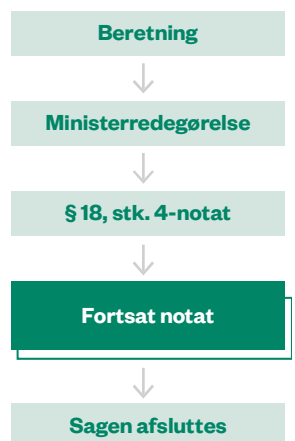 Beretning
Ministerredegørelse
§ 18, stk. 4-notat
Fortsat notat
Sagen afsluttes